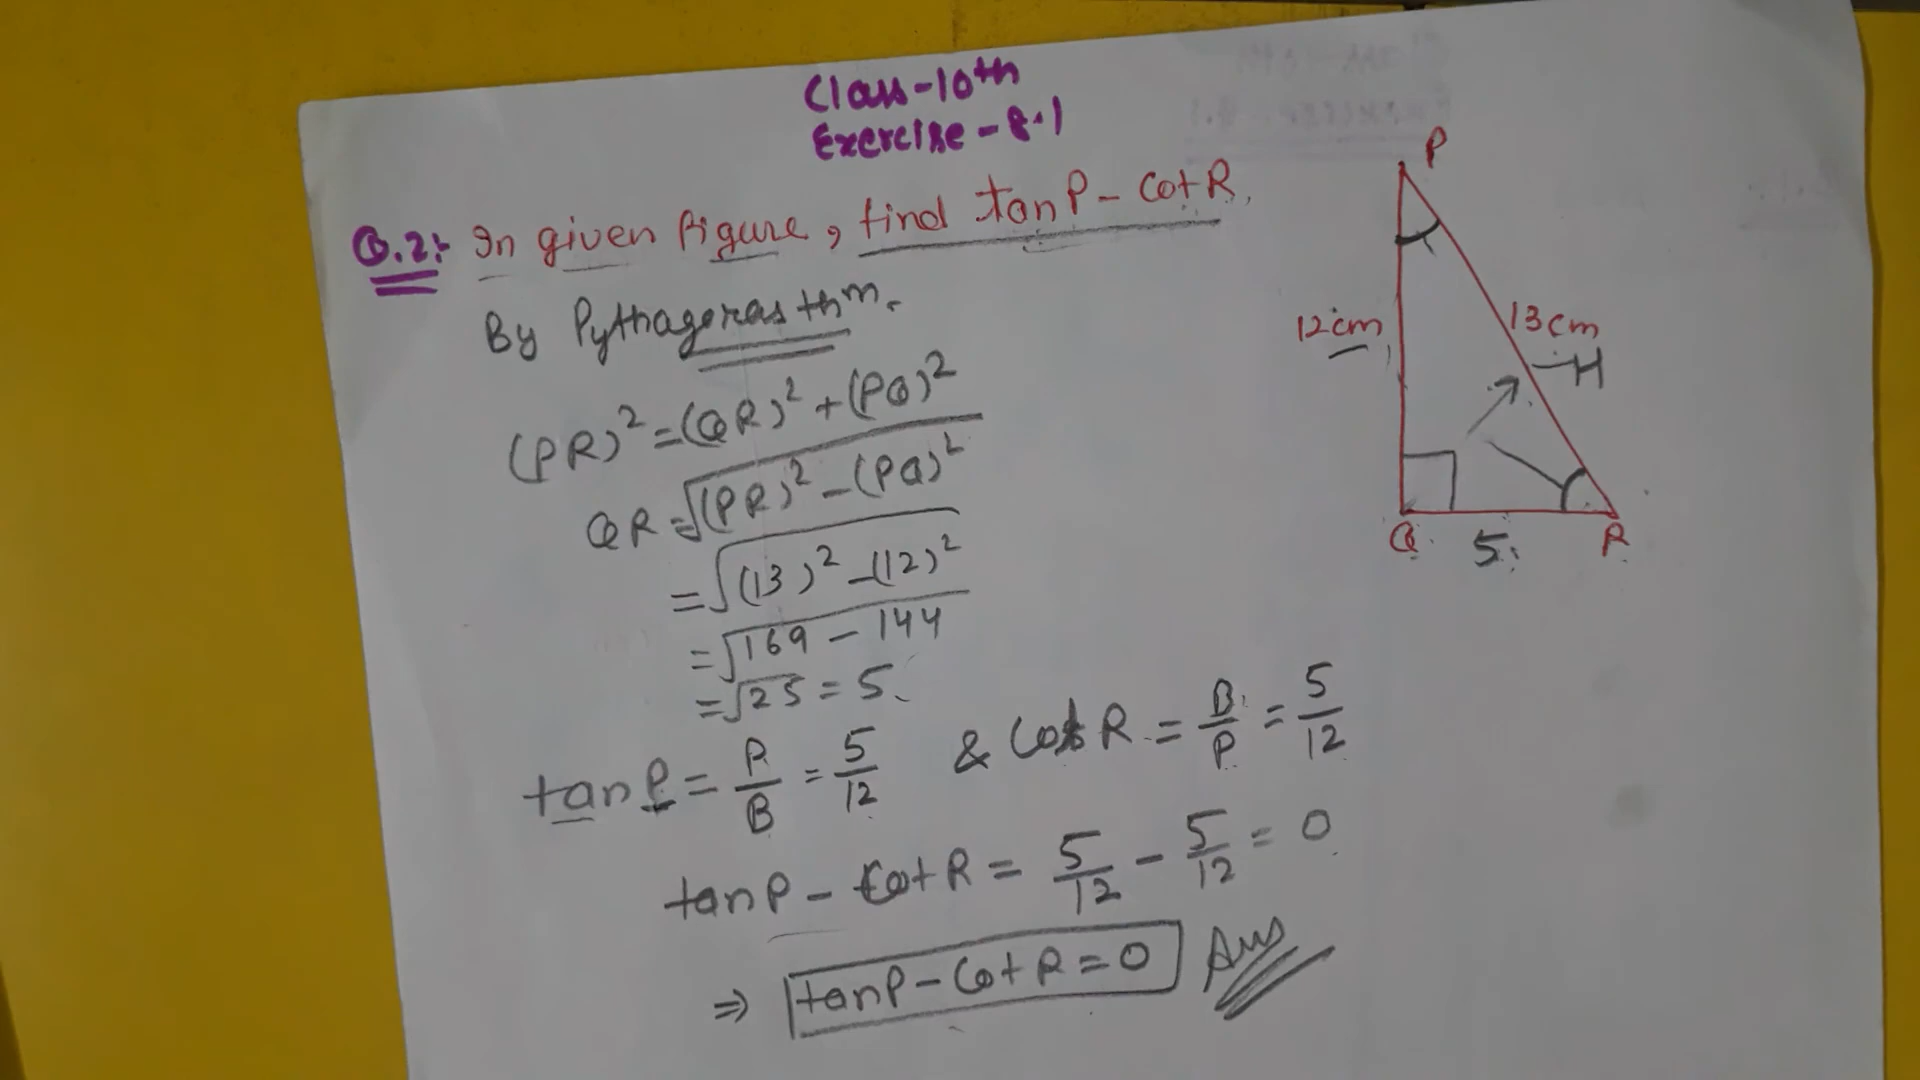 Class-10th
Exercise-8.1
Q.2:- In given figure, find tanP - CotR.
By Pythagoras thm.
(PR)² = (QR)² + (PQ)²
QR = √(PR)² - (PQ)²
= √(13)² - (12)²
= √169 - 144
= √25 = 5
tanP = P/B = 5/12 & CotR = B/P = 5/12
tanP - CotR = 5/12 - 5/12 = 0
⇒ tanP - CotR = 0 Ans
P
12cm
13cm
H
Q
5
R